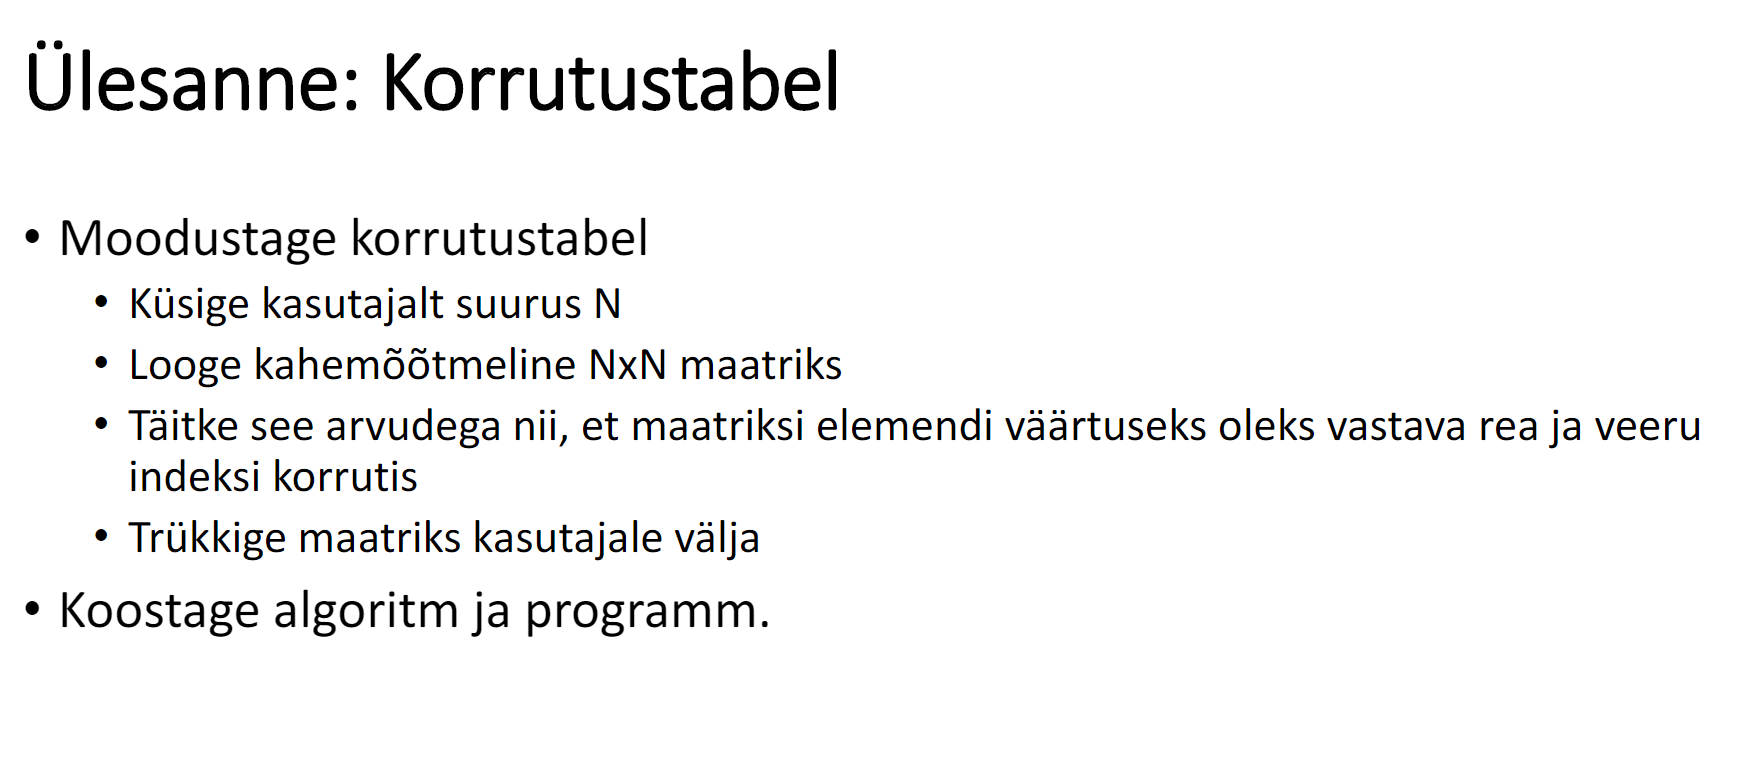 Ülesanne: Korrutustabel
• Moodustage korrutustabel
• Küsige kasutajalt suurus N
• Looge kahemõõtmeline NxN maatriks
• Täitke see arvudega nii, et maatriksi elemendi väärtuseks oleks vastava rea ja veeru
indeksi korrutis
• Trükkige maatriks kasutajale välja
• Koostage algoritm ja programm.